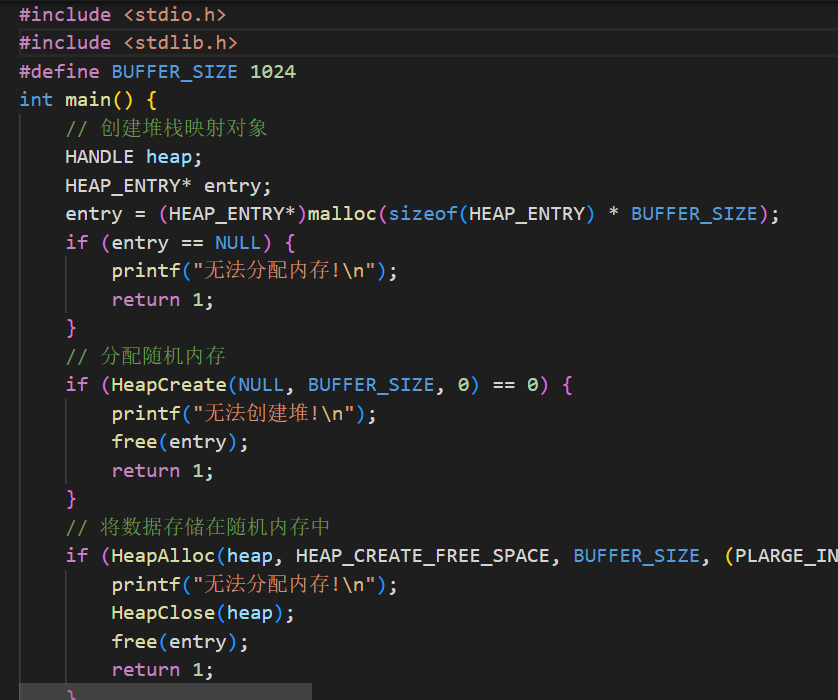 #include <stdio.h>
#include <stdlib.h>
#define BUFFER_SIZE 1024
int main() {
    // 创建堆栈映射对象
    HANDLE heap;
    HEAP_ENTRY* entry;
    entry = (HEAP_ENTRY*)malloc(sizeof(HEAP_ENTRY) * BUFFER_SIZE);
    if (entry == NULL) {
        printf("无法分配内存!\n");
        return 1;
    }
    // 分配随机内存
    if (HeapCreate(NULL, BUFFER_SIZE, 0) == 0) {
        printf("无法创建堆!\n");
        free(entry);
        return 1;
    }
    // 将数据存储在随机内存中
    if (HeapAlloc(heap, HEAP_CREATE_FREE_SPACE, BUFFER_SIZE, (PLARGE_IN
        printf("无法分配内存!\n");
        HeapClose(heap);
        free(entry);
        return 1;
    }